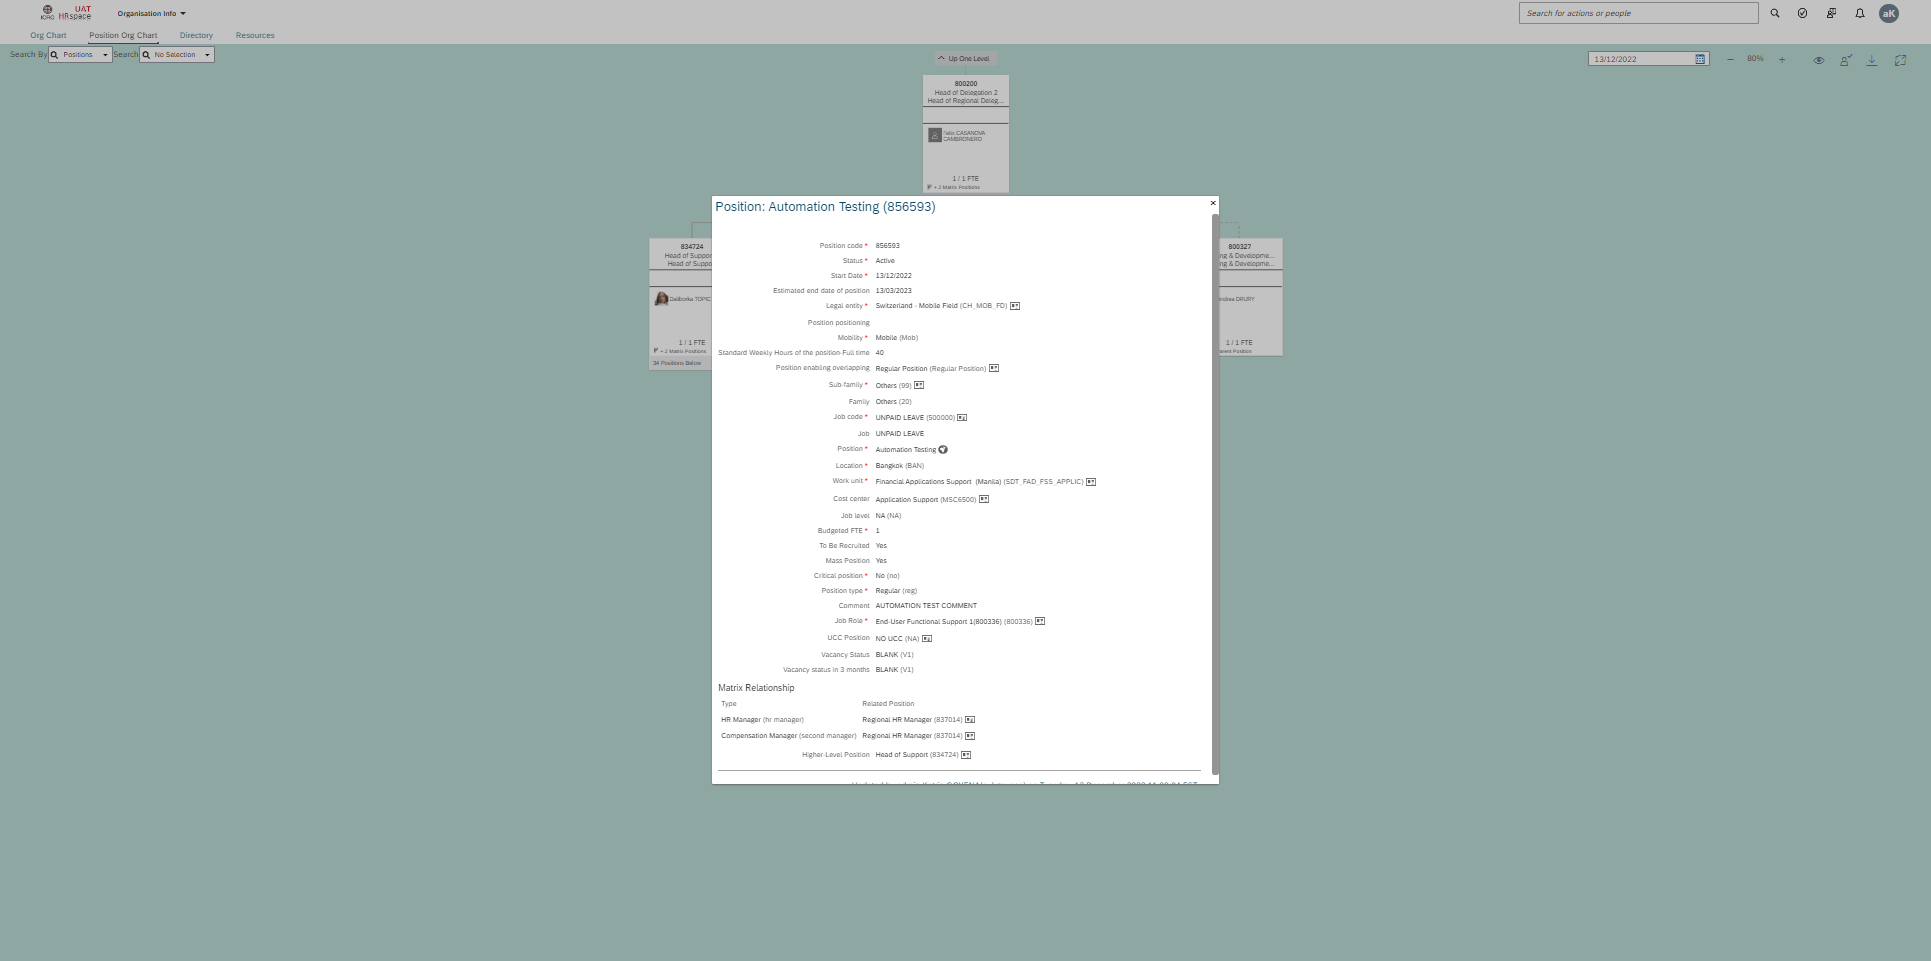 UAT
ICRC HRspace
Organisation Info
Search for actions or people
aK
Org Chart
Position Org Chart
Directory
Resources
Search By
Positions
Search
No Selection
Up One Level
13/12/2022
80%
800200
Head of Delegation 2
Head of Regional Deleg...
Felix CASANOVA
CAMBRONERO
1 / 1 FTE
+ 2 Matrix Positions
834724
Head of Suppo
Head of Suppo
Daliborka TOPIC
1 / 1 FTE
+ 2 Matrix Positions
34 Positions Below
800327
ng & Developme...
ng & Developme...
ndrea DRURY
1 / 1 FTE
arent Position
Position: Automation Testing (856593)
×
Position code * 856593
Status * Active
Start Date * 13/12/2022
Estimated end date of position 13/03/2023
Legal entity * Switzerland - Mobile Field (CH_MOB_FD)
Position positioning
Mobility * Mobile (Mob)
Standard Weekly Hours of the position-Full time 40
Position enabling overlapping Regular Position (Regular Position)
Sub-family * Others (99)
Family Others (20)
Job code * UNPAID LEAVE (500000)
Job UNPAID LEAVE
Position * Automation Testing
Location * Bangkok (BAN)
Work unit * Financial Applications Support (Manila) (SDT_FAD_FSS_APPLIC)
Cost center Application Support (MSC6500)
Job level NA (NA)
Budgeted FTE * 1
To Be Recruited Yes
Mass Position Yes
Critical position * No (no)
Position type * Regular (reg)
Comment AUTOMATION TEST COMMENT
Job Role * End-User Functional Support 1(800336) (800336)
UCC Position NO UCC (NA)
Vacancy Status BLANK (V1)
Vacancy status in 3 months BLANK (V1)
Matrix Relationship
Type Related Position
HR Manager (hr manager) Regional HR Manager (837014)
Compensation Manager (second manager) Regional HR Manager (837014)
Higher-Level Position Head of Support (834724)